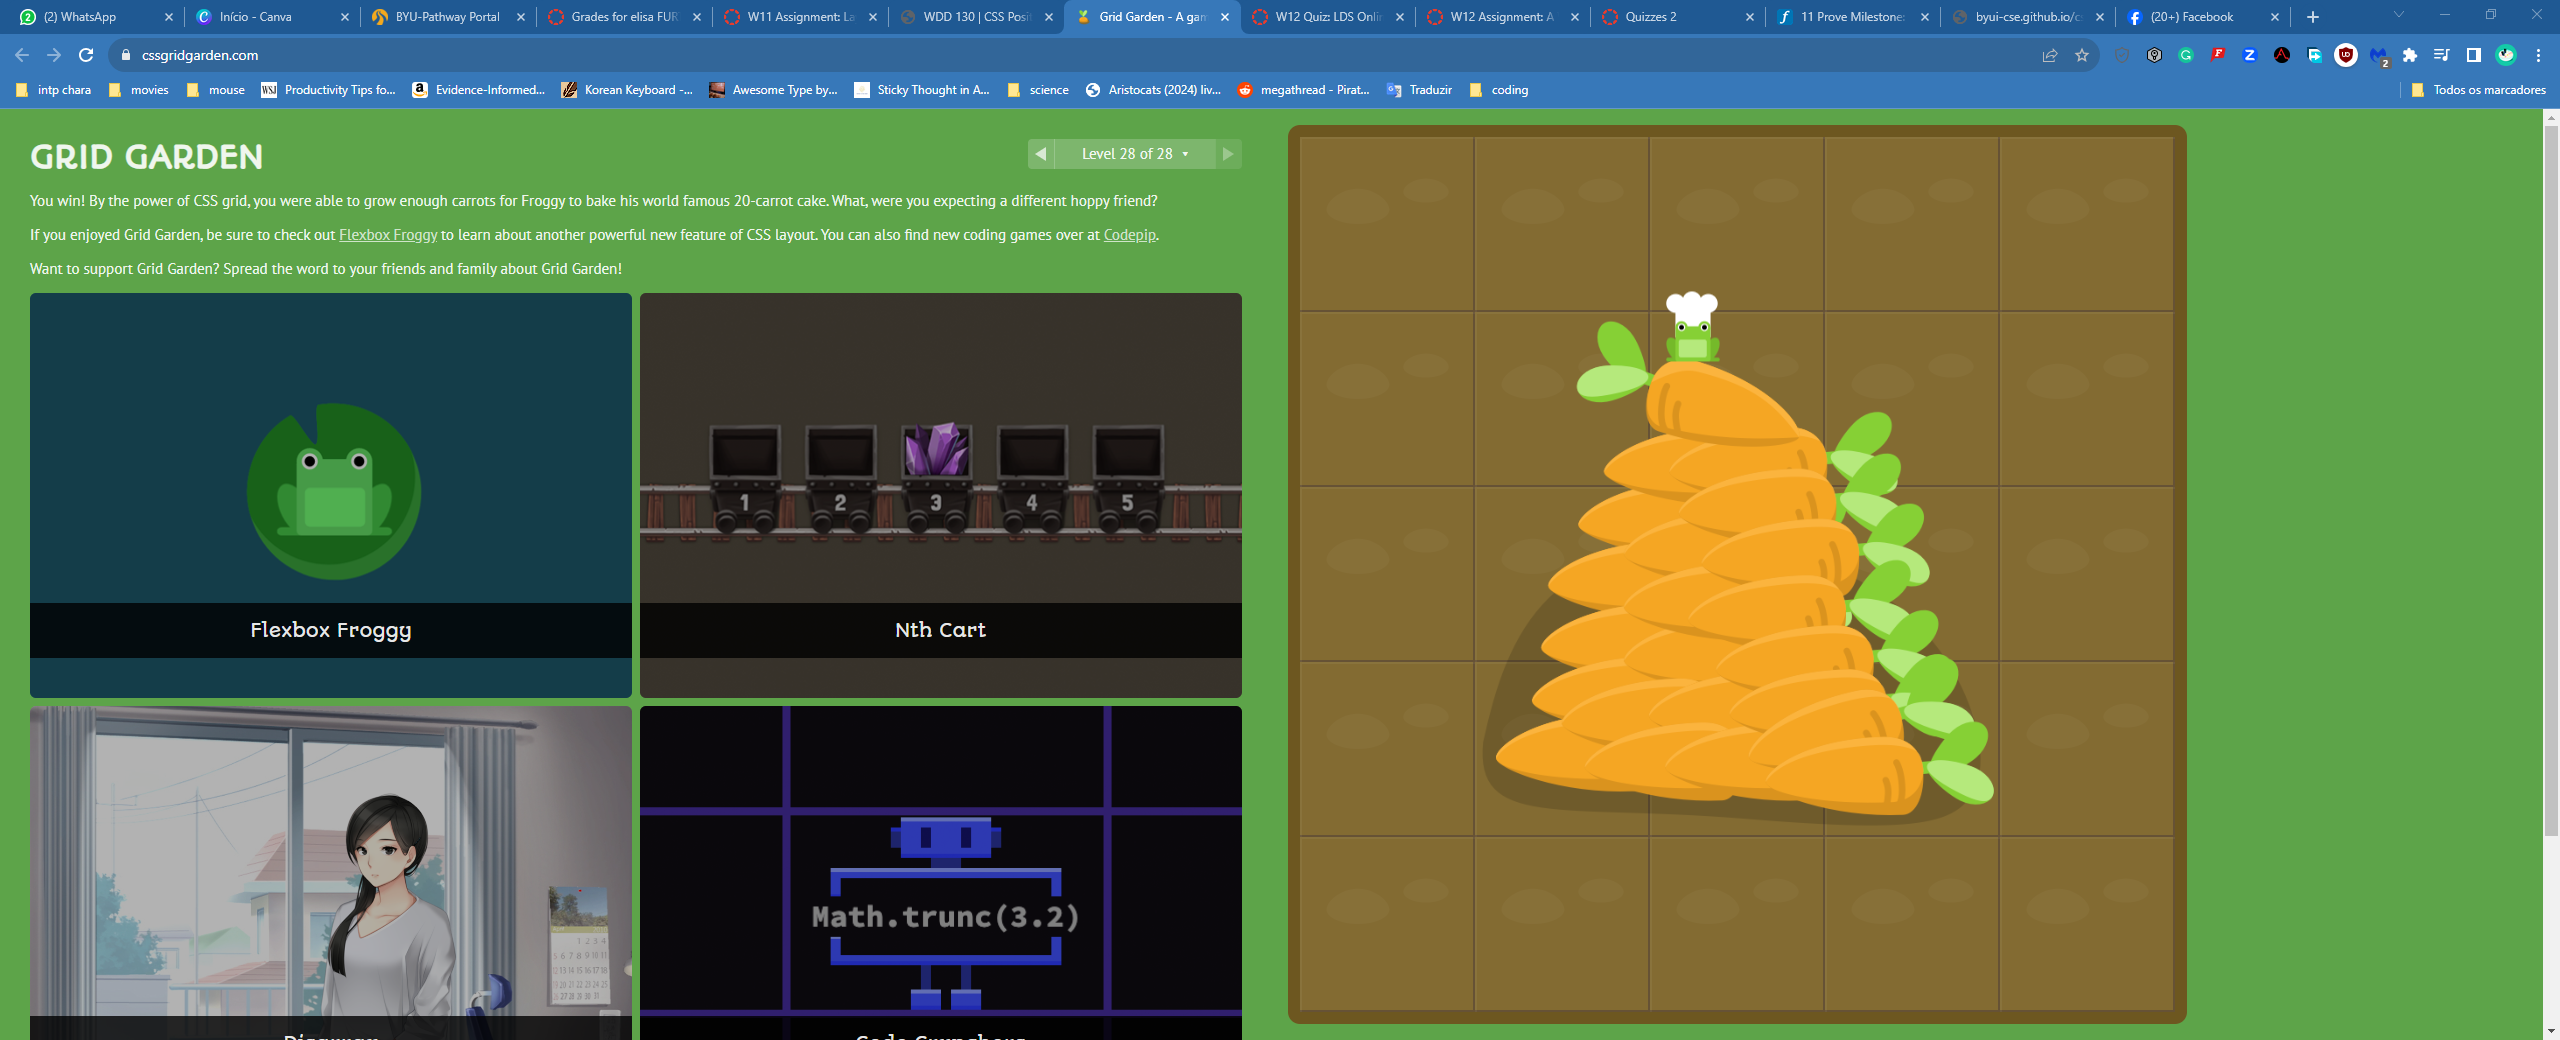 (2) WhatsApp
Início - Canva
BYU-Pathway Portal
Grades for elisa FUR
W11 Assignment: La
WDD 130 | CSS Posit
Grid Garden - A gam
W12 Quiz: LDS Onlin
W12 Assignment: A
Quizzes 2
11 Prove Milestone:
byui-cse.github.io/c
(20+) Facebook
cssgridgarden.com
2
intp chara
movies
mouse
WSJ
Productivity Tips fo...
Evidence-Informed...
Korean Keyboard -...
Awesome Type by...
Sticky Thought in A...
science
Aristocats (2024) liv...
megathread - Pirat...
Traduzir
coding
Todos os marcadores
GRID GARDEN
Level 28 of 28
You win! By the power of CSS grid, you were able to grow enough carrots for Froggy to bake his world famous 20-carrot cake. What, were you expecting a different hoppy friend?
If you enjoyed Grid Garden, be sure to check out Flexbox Froggy to learn about another powerful new feature of CSS layout. You can also find new coding games over at Codepip.
Want to support Grid Garden? Spread the word to your friends and family about Grid Garden!
1 2 3 4 5
Flexbox Froggy
Nth Cart
Math.trunc(3.2)